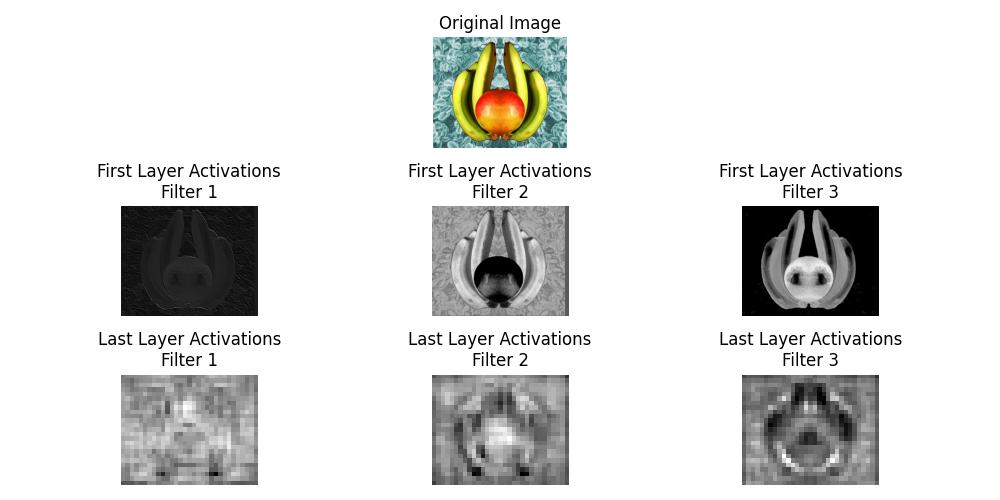 Original Image
First Layer Activations
Filter 1
First Layer Activations
Filter 2
First Layer Activations
Filter 3
Last Layer Activations
Filter 1
Last Layer Activations
Filter 2
Last Layer Activations
Filter 3